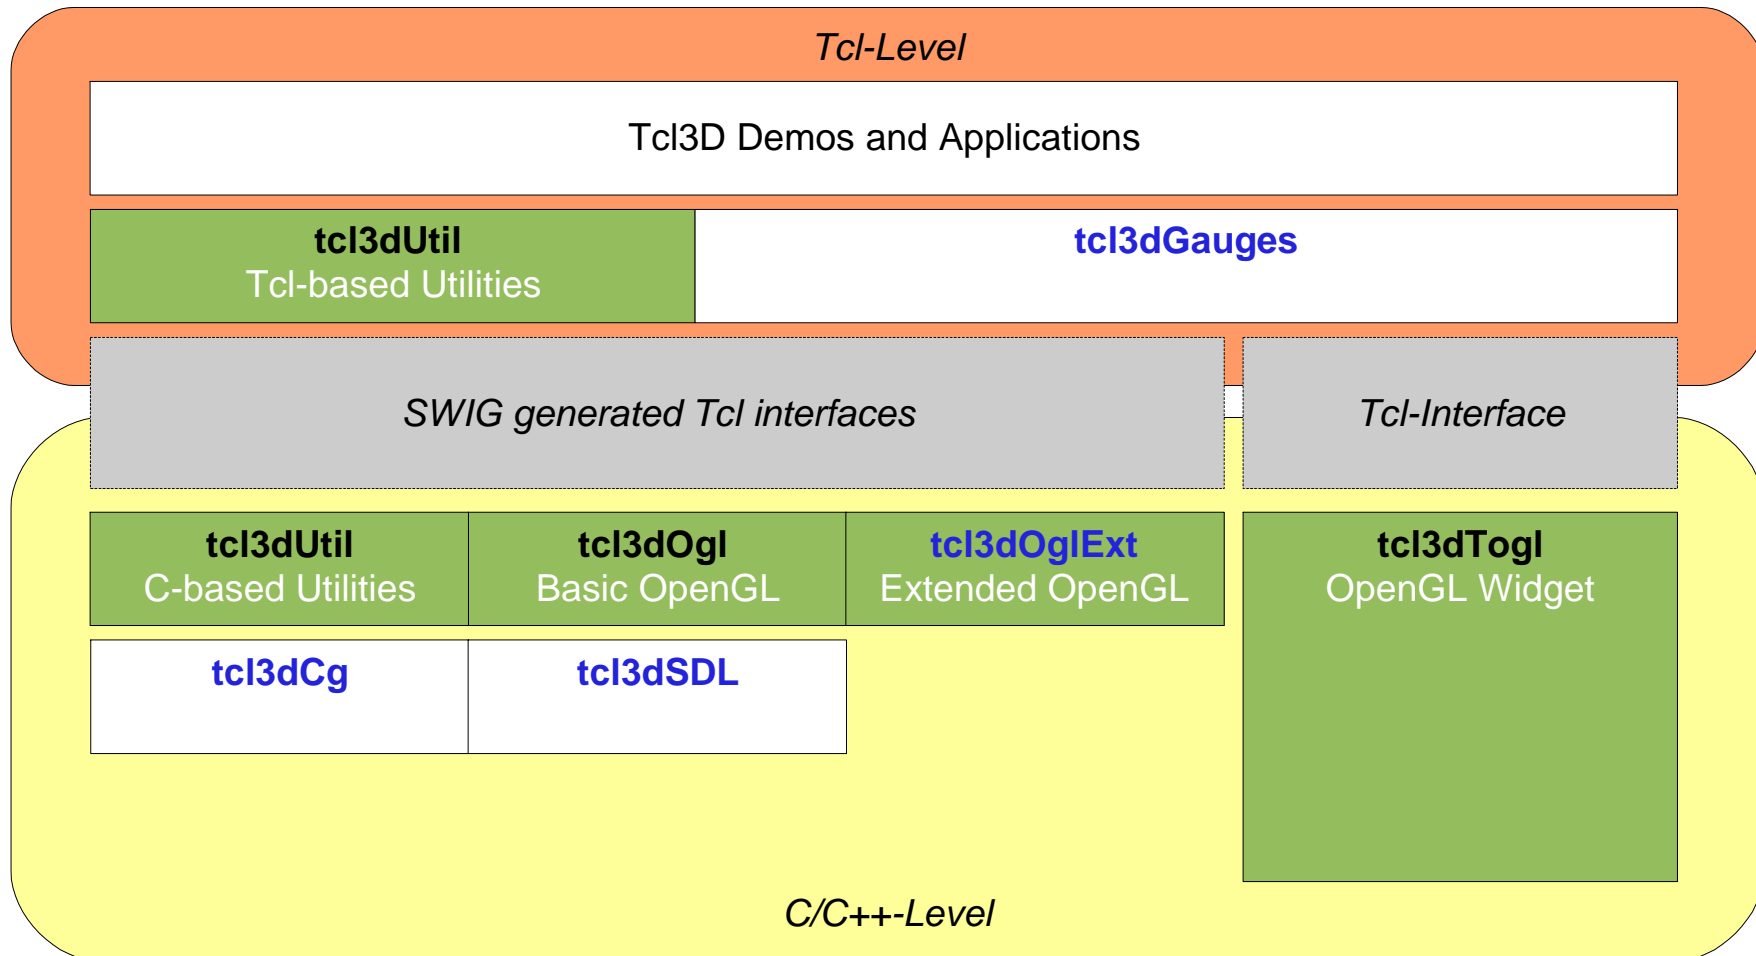 Tcl-Level
Tcl3D Demos and Applications
tcl3dUtil
Tcl-based Utilities
tcl3dGauges
SWIG generated Tcl interfaces
Tcl-Interface
tcl3dUtil
C-based Utilities
tcl3dOgl
Basic OpenGL
tcl3dOglExt
Extended OpenGL
tcl3dTogl
OpenGL Widget
tcl3dCg
tcl3dSDL
C/C++-Level